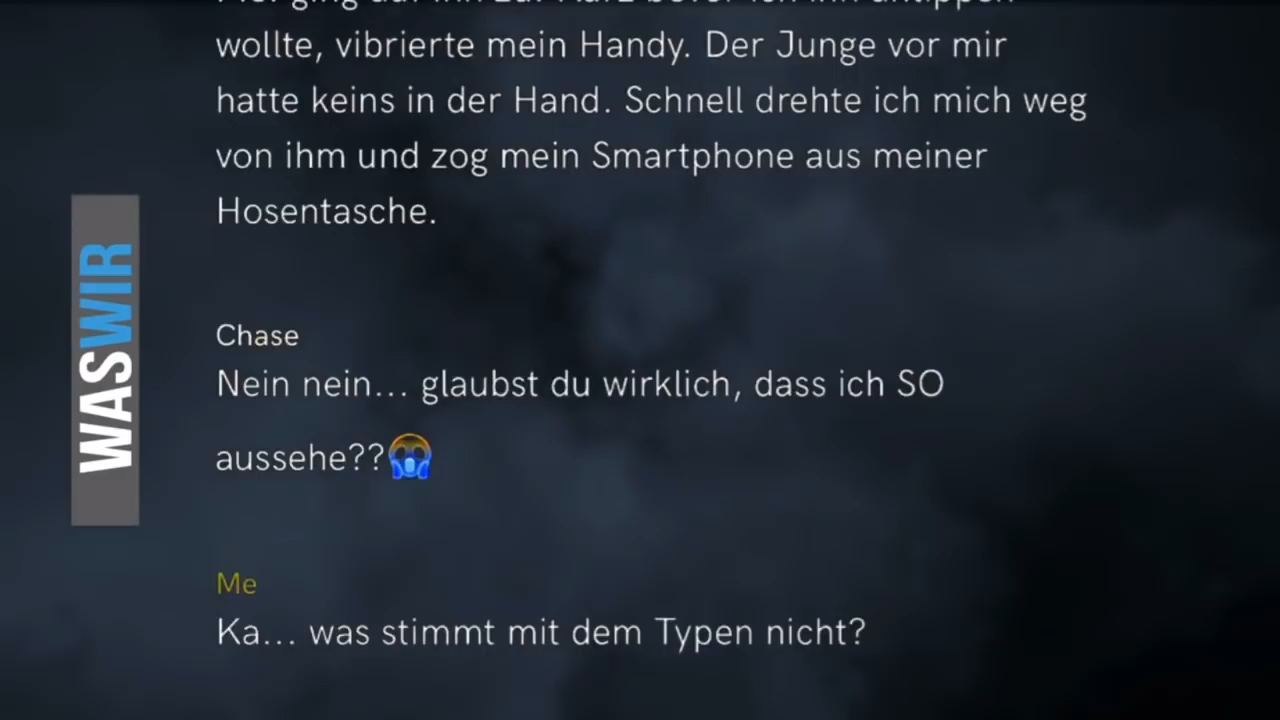 wollte, vibrierte mein Handy. Der Junge vor mir
hatte keins in der Hand. Schnell drehte ich mich weg
von ihm und zog mein Smartphone aus meiner
Hosentasche.
WASWIR
Chase
Nein nein... glaubst du wirklich, dass ich SO
aussehe??😱
Me
Ka... was stimmt mit dem Typen nicht?